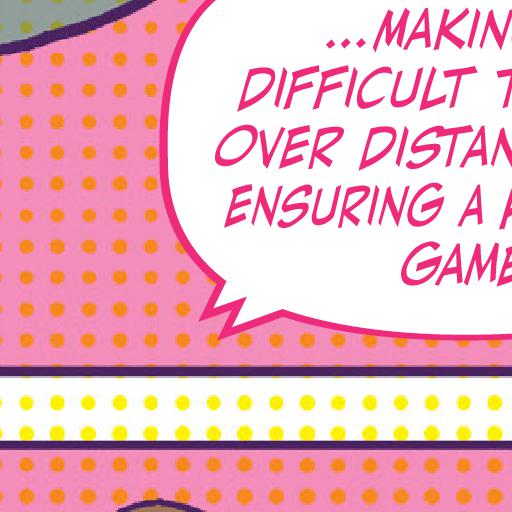 ...MAKIN
DIFFICULT
OVER DISTAN
ENSURING A
GAME